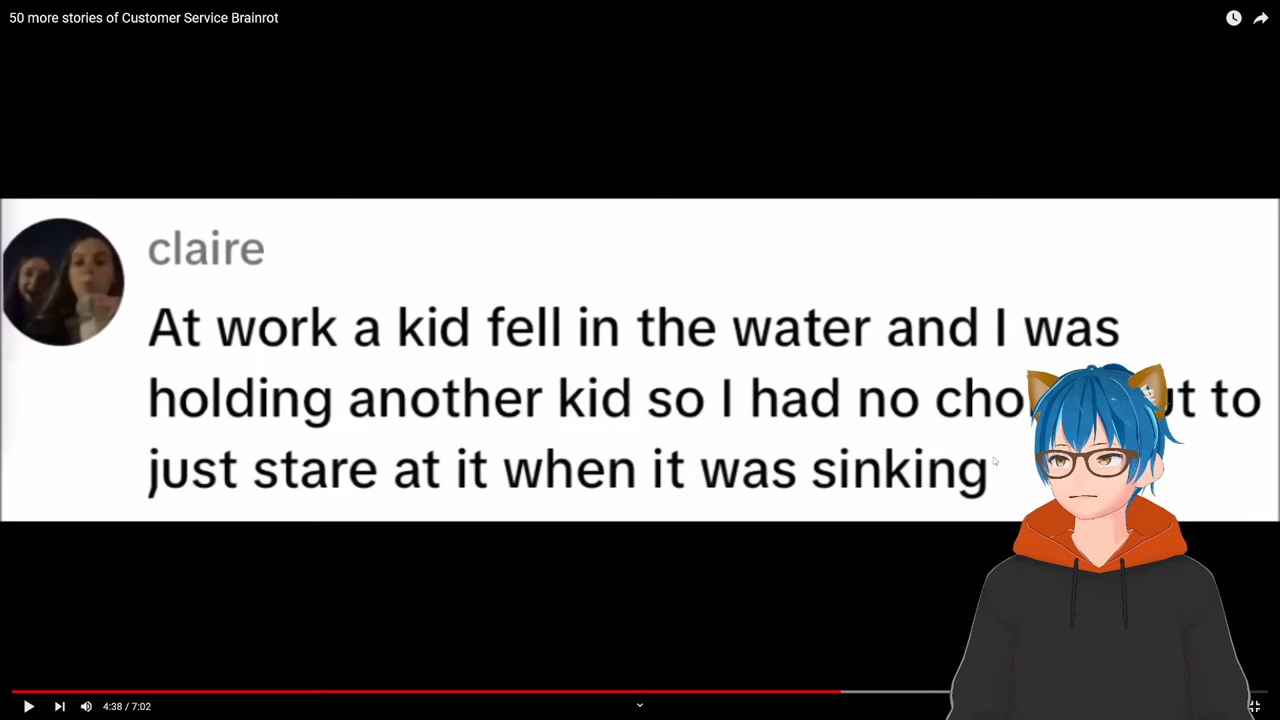 50 more stories of Customer Service Brainrot
claire
At work a kid fell in the water and I was
holding another kid so I had no to
just stare at it when it was sinking
4:38 / 7:02